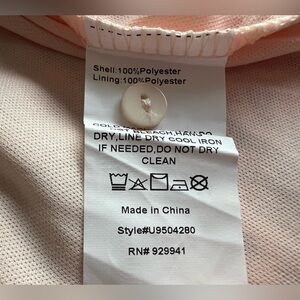 Shell:100%Polyester
Lining:100%Polyester
BLEACH,
DRY,LINE DRY COOL IRON
IF NEEDED,DO NOT DRY
CLEAN
Made in China
Style#U9504280
RN# 929941